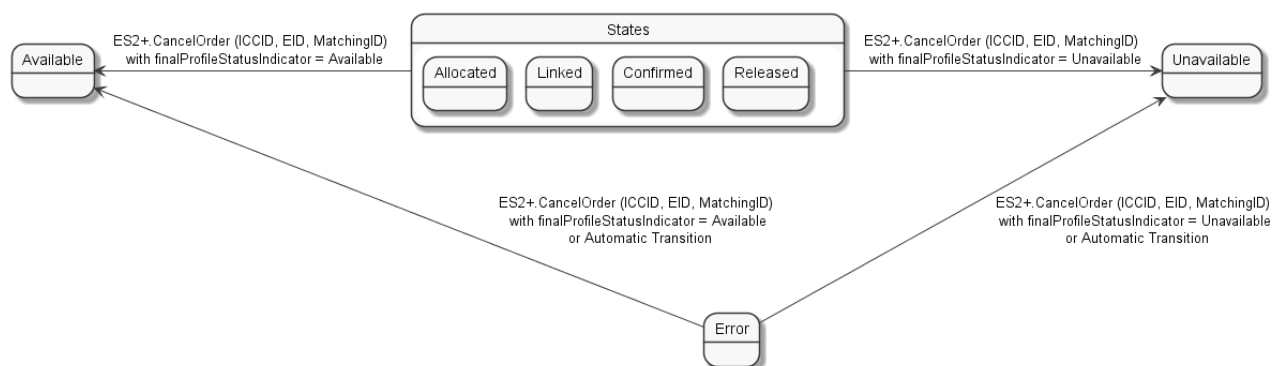 States
ES2+.CancelOrder (ICCID, EID, MatchingID)
with finalProfileStatusIndicator = Available
ES2+.CancelOrder (ICCID, EID, MatchingID)
with finalProfileStatusIndicator = Unavailable
Available
Allocated
Linked
Confirmed
Released
Unavailable
ES2+.CancelOrder (ICCID, EID, MatchingID)
with finalProfileStatusIndicator = Available
or Automatic Transition
ES2+.CancelOrder (ICCID, EID, MatchingID)
with finalProfileStatusIndicator = Unavailable
or Automatic Transition
Error